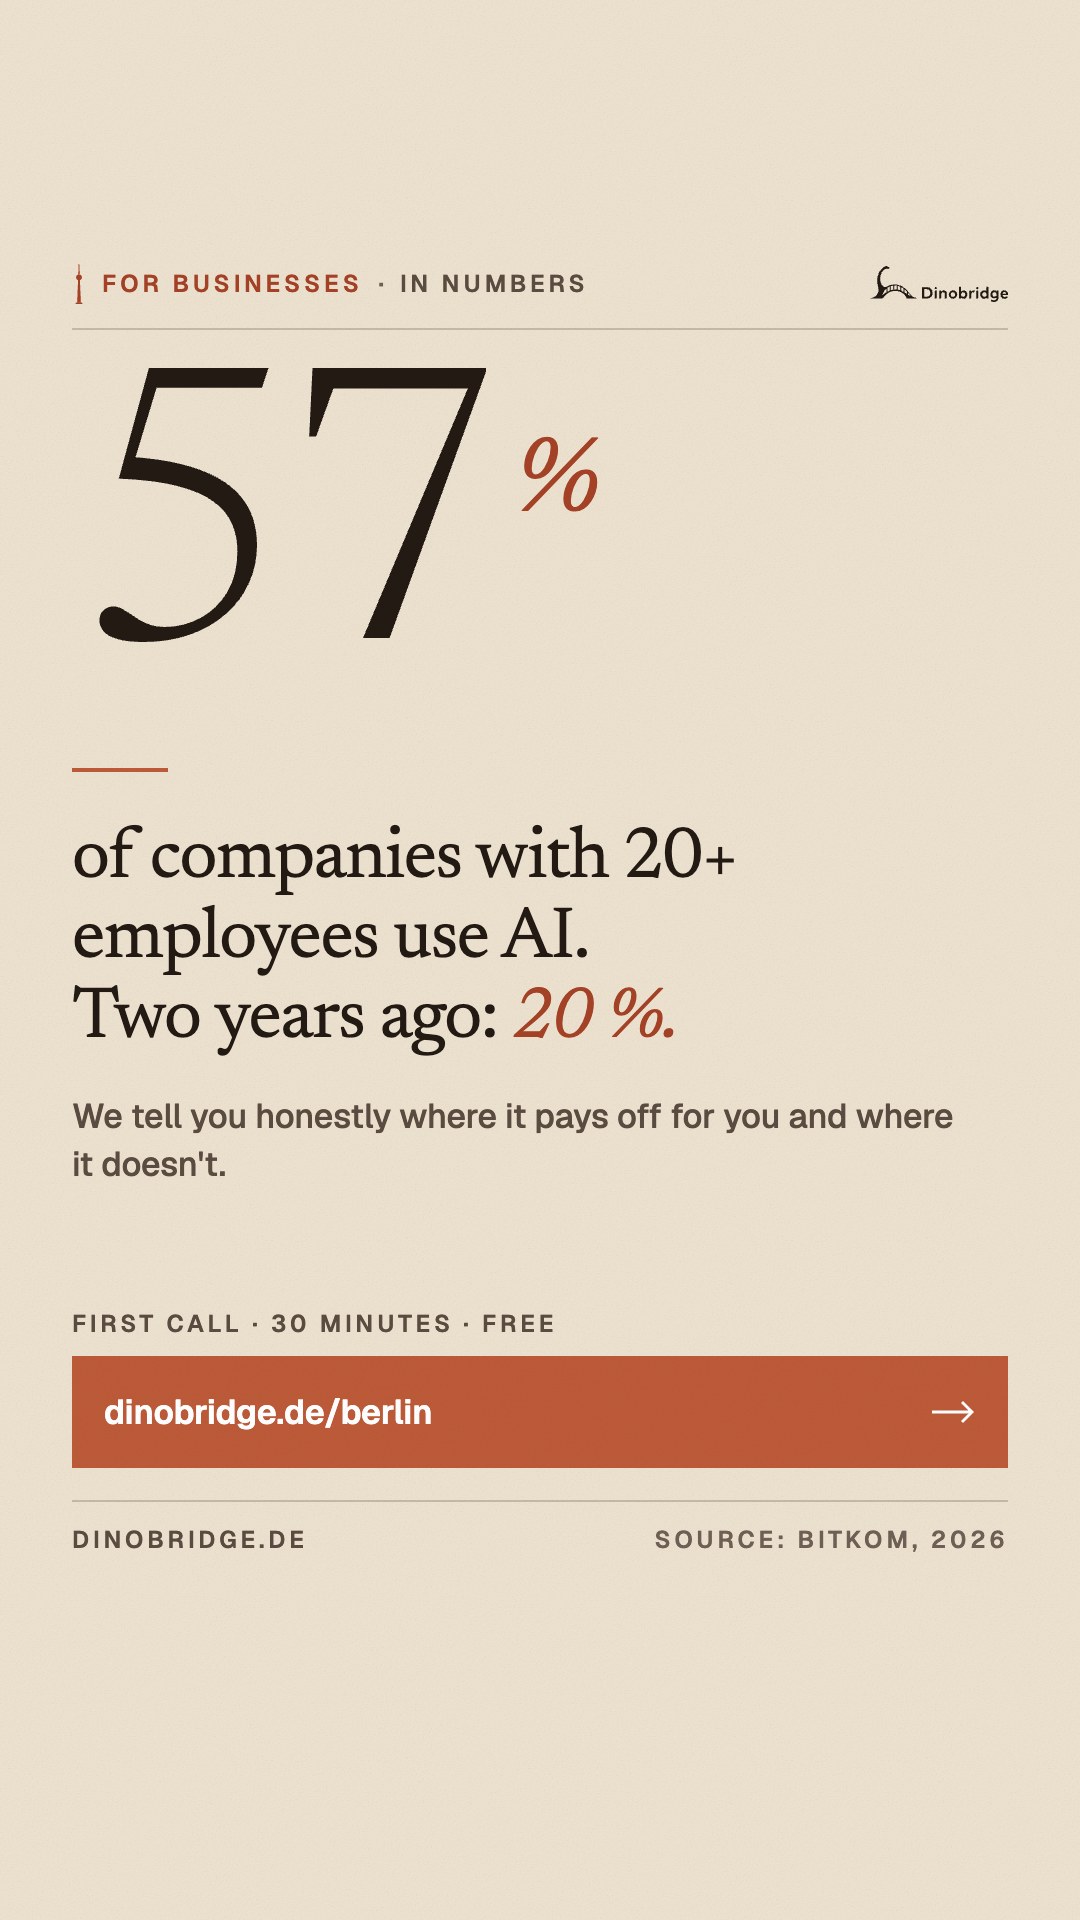 FOR BUSINESSES · IN NUMBERS
Dinobridge
57 %
of companies with 20+
employees use AI.
Two years ago: 20 %.
We tell you honestly where it pays off for you and where
it doesn't.
FIRST CALL · 30 MINUTES · FREE
dinobridge.de/berlin →
DINOBRIDGE.DE
SOURCE: BITKOM, 2026